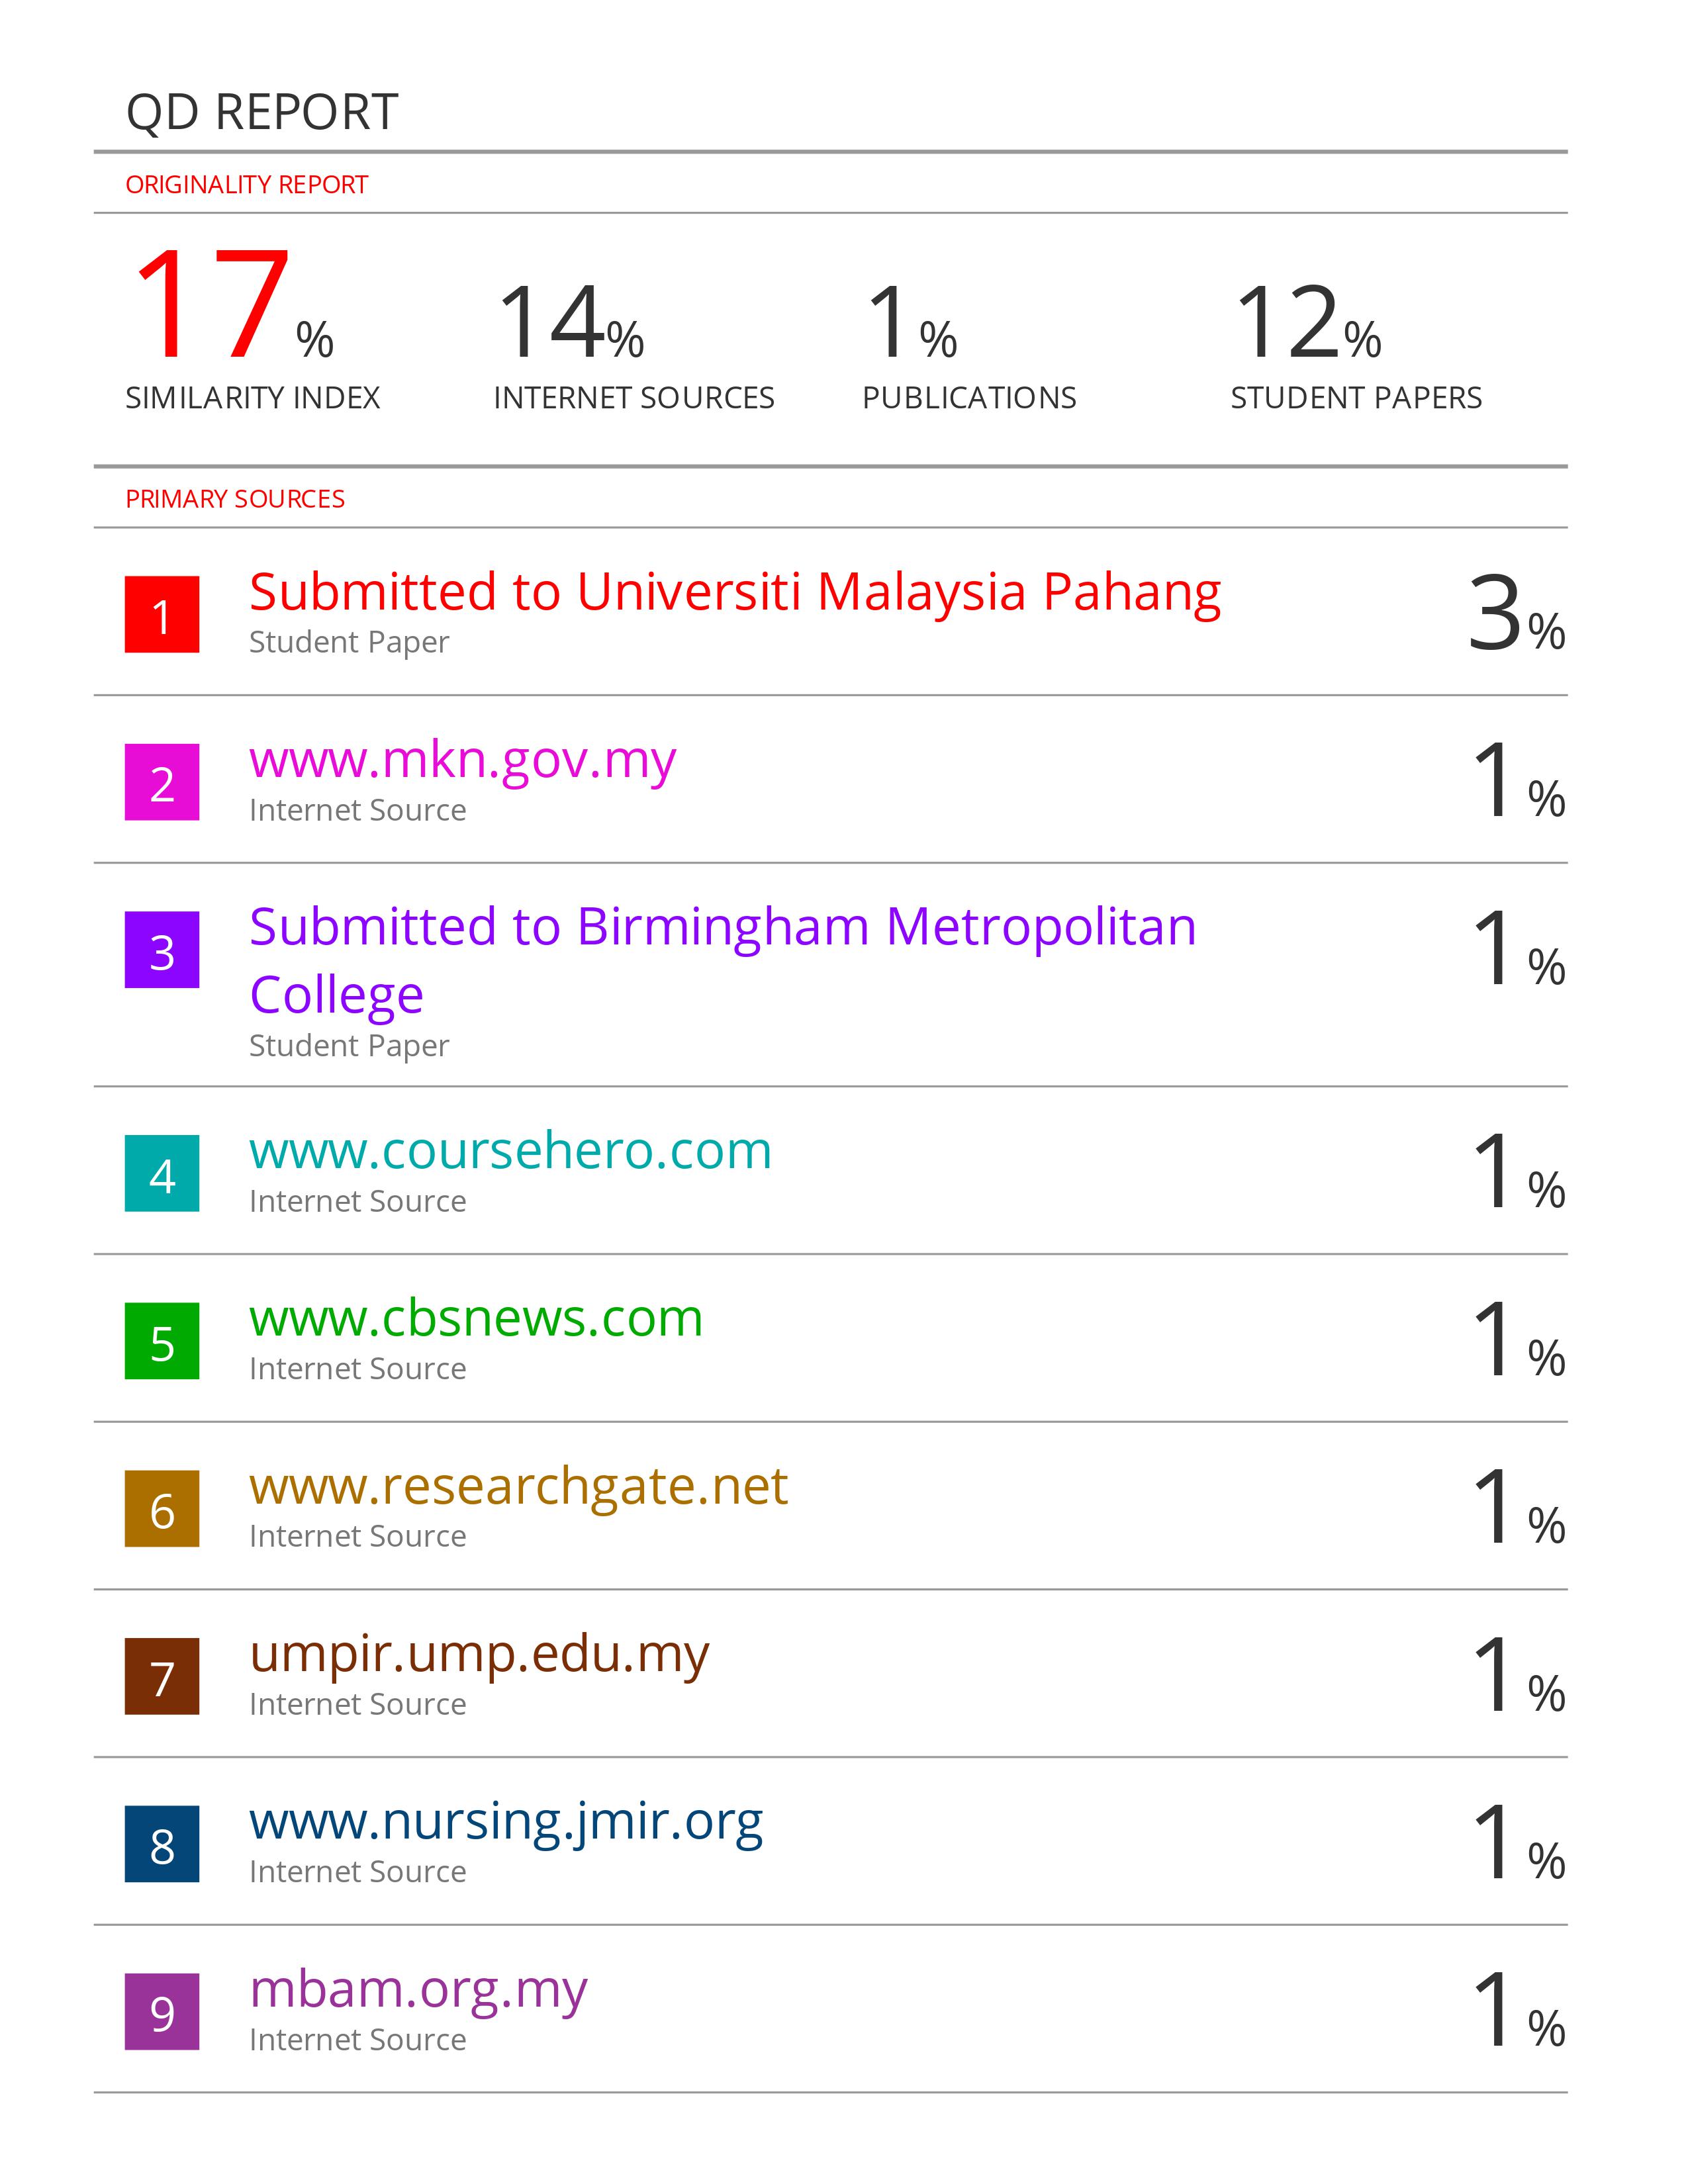 QD REPORT
ORIGINALITY REPORT
17% 14% 1% 12%
SIMILARITY INDEX INTERNET SOURCES PUBLICATIONS STUDENT PAPERS
PRIMARY SOURCES
1 Submitted to Universiti Malaysia Pahang 3%
Student Paper
2 www.mkn.gov.my 1%
Internet Source
3 Submitted to Birmingham Metropolitan 1%
College
Student Paper
4 www.coursehero.com 1%
Internet Source
5 www.cbsnews.com 1%
Internet Source
6 www.researchgate.net 1%
Internet Source
7 umpir.ump.edu.my 1%
Internet Source
8 www.nursing.jmir.org 1%
Internet Source
9 mbam.org.my 1%
Internet Source